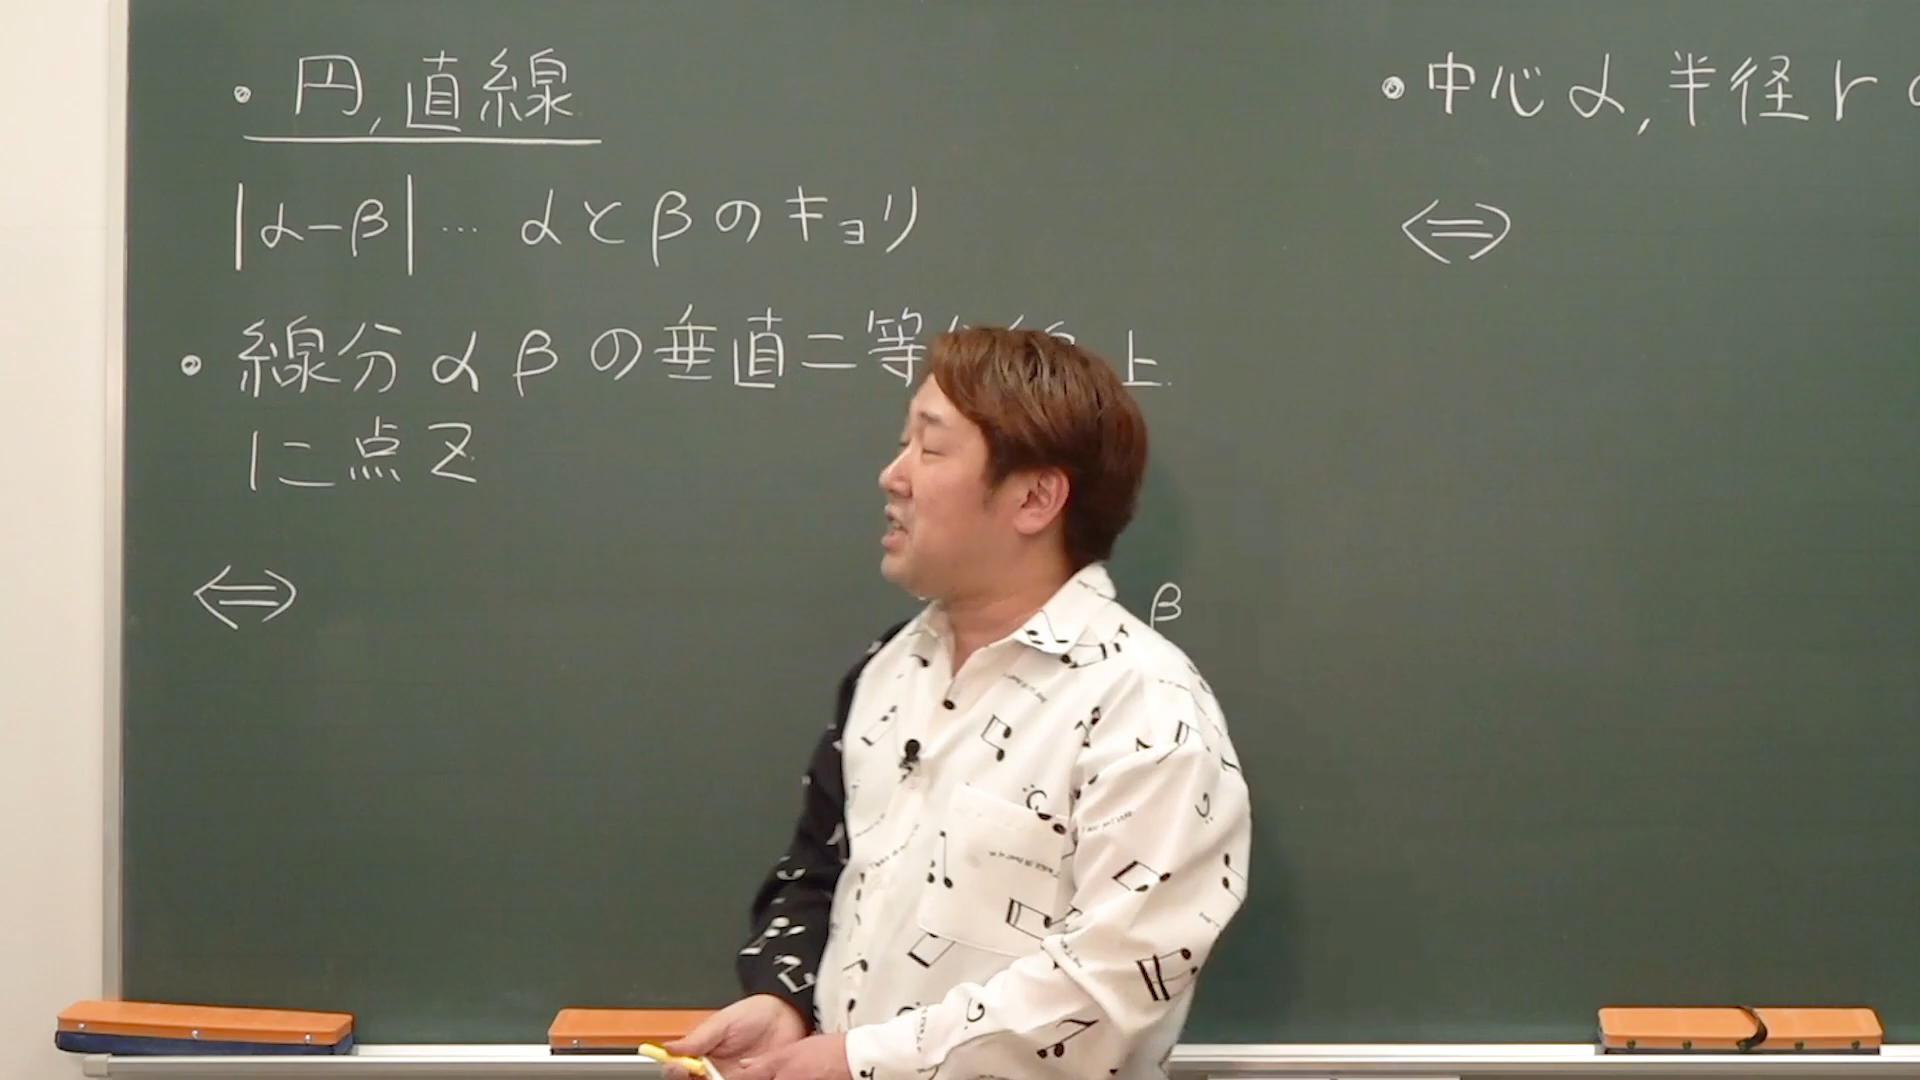 ・円,直線
|α-β|… αとβのキョリ
・線分αβの垂直二等 上
に点z
⇔
β
・中心α,半径r
⇔